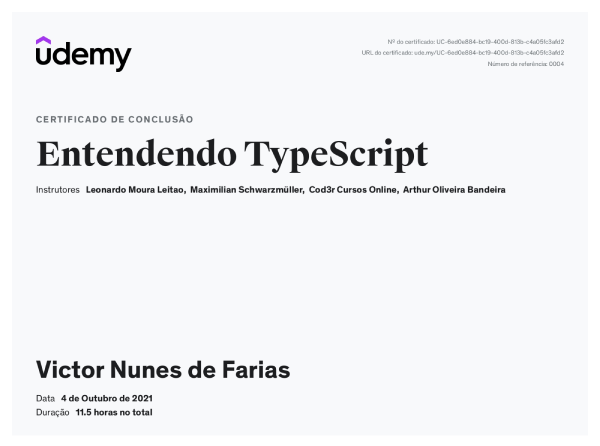 udemy
Nº do certificado: UC-6ed0e884-bc19-400d-813b-c4a05fc3afd2
URL do certificado: ude.my/UC-6ed0e884-bc19-400d-813b-c4a05fc3afd2
Número de referência: 0004
CERTIFICADO DE CONCLUSÃO
Entendendo TypeScript
Instrutores Leonardo Moura Leitao, Maximilian Schwarzmüller, Cod3r Cursos Online, Arthur Oliveira Bandeira
Victor Nunes de Farias
Data 4 de Outubro de 2021
Duração 11.5 horas no total